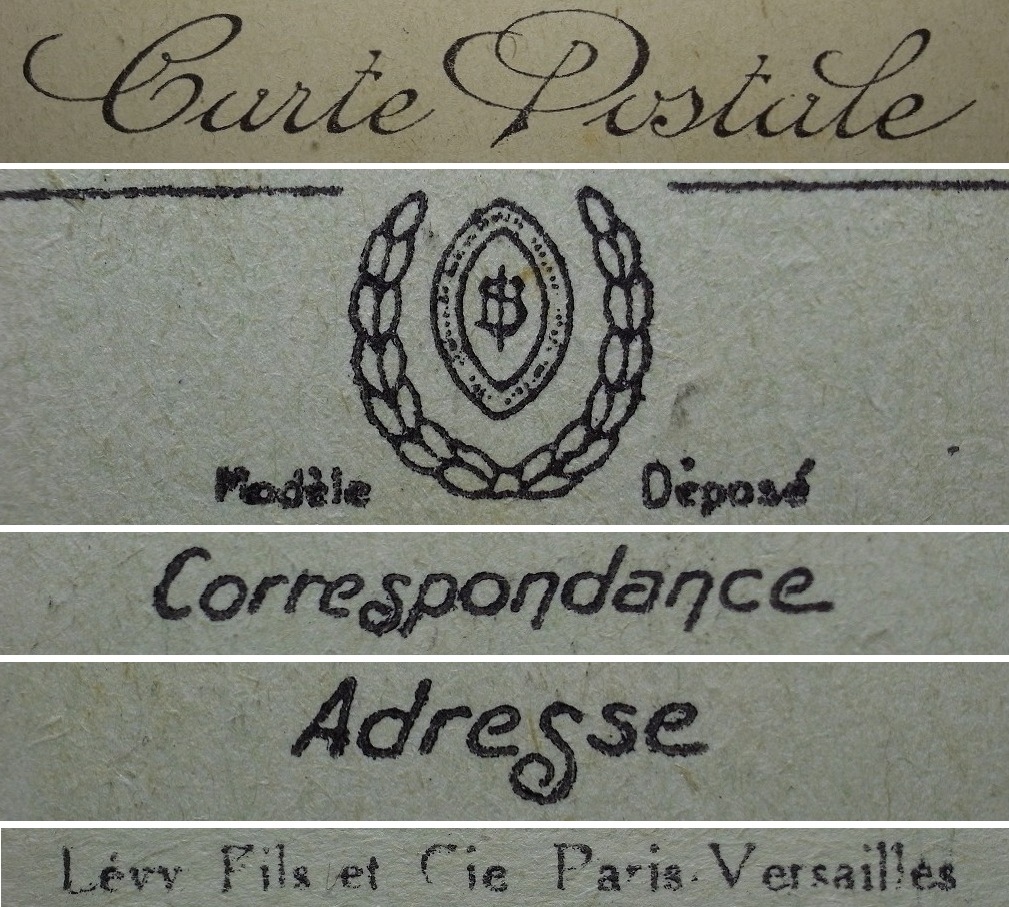 Carte Postale
Modèle Déposé
Correspondance
Adresse
Lévy Fils et Cie Paris-Versailles